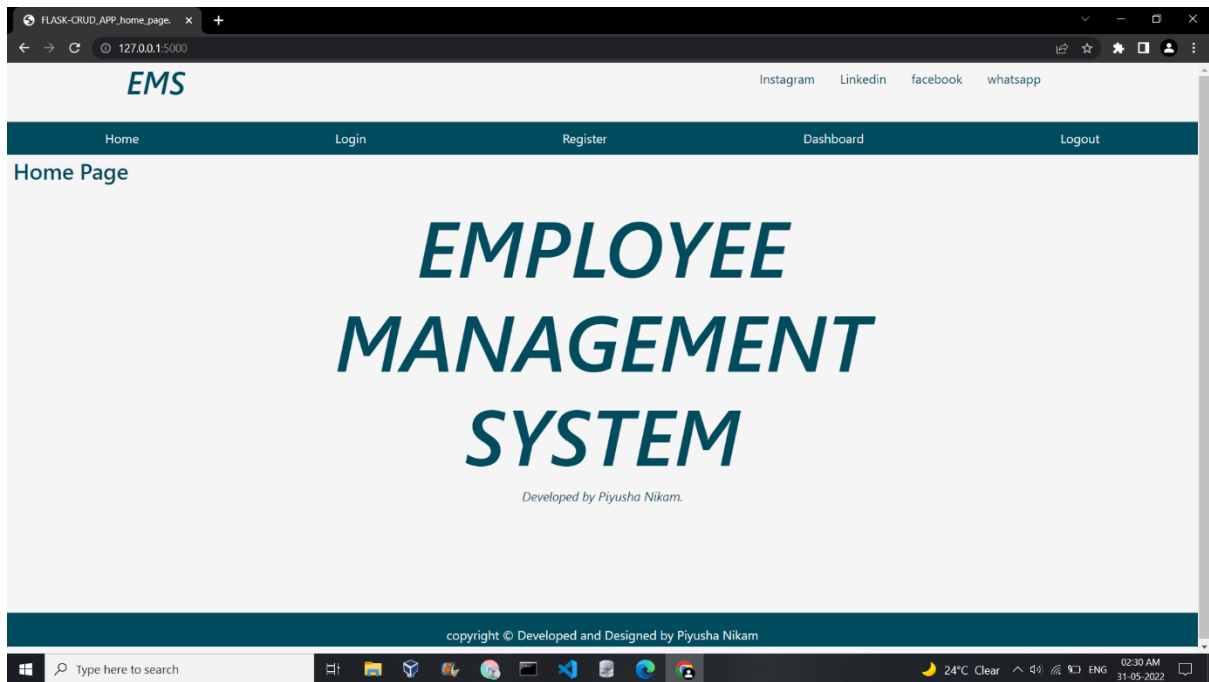 FLASK-CRUD_APP_home_page.
127.0.0.1:5000
EMS
Instagram Linkedin facebook whatsapp
Home Login Register Dashboard Logout
Home Page
EMPLOYEE
MANAGEMENT
SYSTEM
Developed by Piyusha Nikam.
copyright © Developed and Designed by Piyusha Nikam
Type here to search
24°C Clear
ENG
02:30 AM
31-05-2022